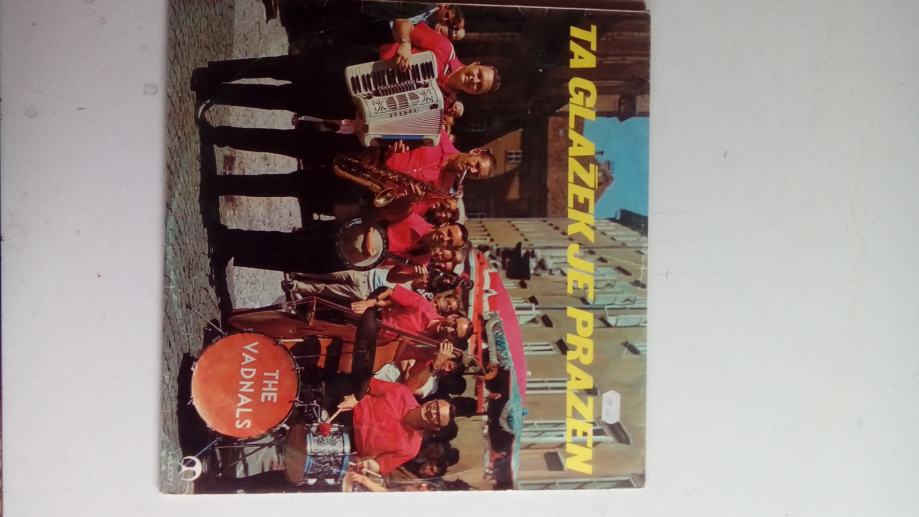 TA GLAŽEK JE PRAZEN
THE
VADNALS